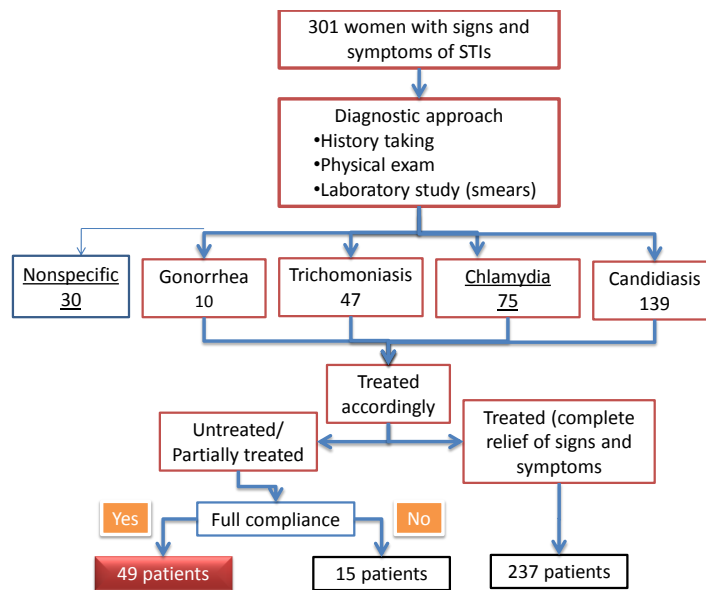 301 women with signs and
symptoms of STIs
Diagnostic approach
•History taking
•Physical exam
•Laboratory study (smears)
Nonspecific
30
Gonorrhea
10
Trichomoniasis
47
Chlamydia
75
Candidiasis
139
Treated
accordingly
Untreated/
Partially treated
Treated (complete
relief of signs and
symptoms
Yes
Full compliance
No
49 patients
15 patients
237 patients